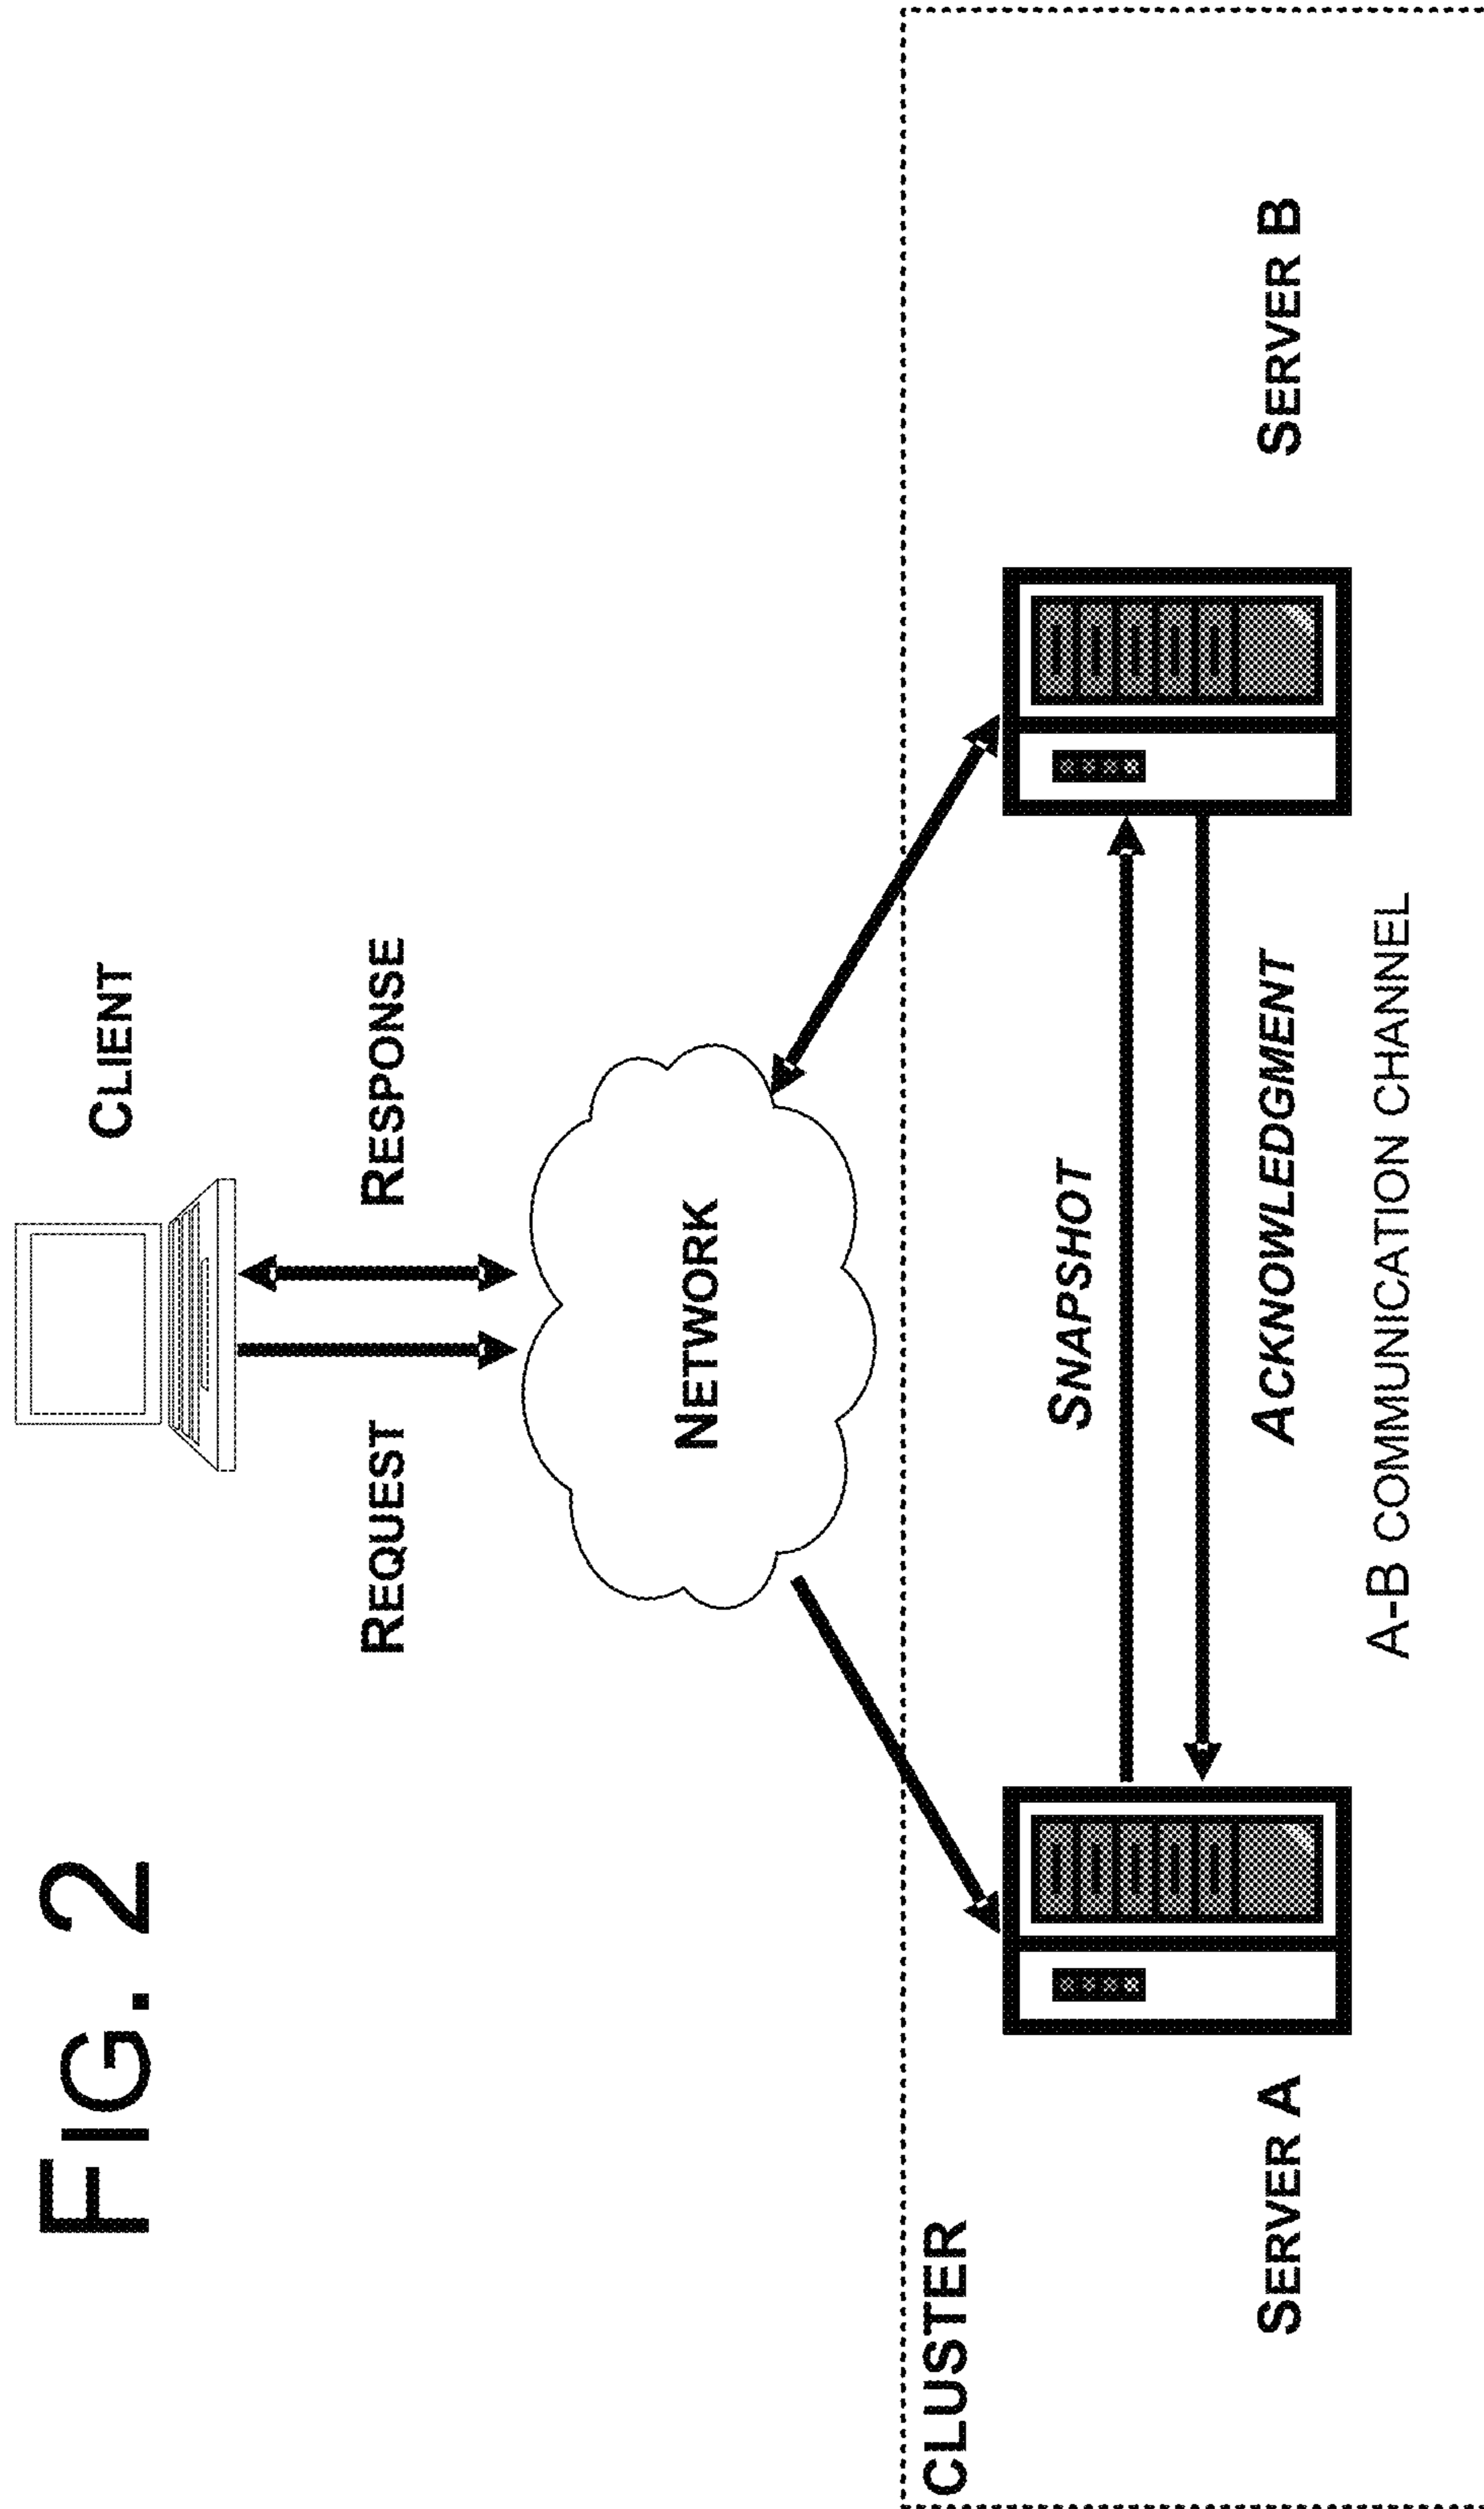 FIG. 2
CLIENT
REQUEST
RESPONSE
NETWORK
CLUSTER
SNAPSHOT
SERVER A
ACKNOWLEDGMENT
SERVER B
A-B COMMUNICATION CHANNEL